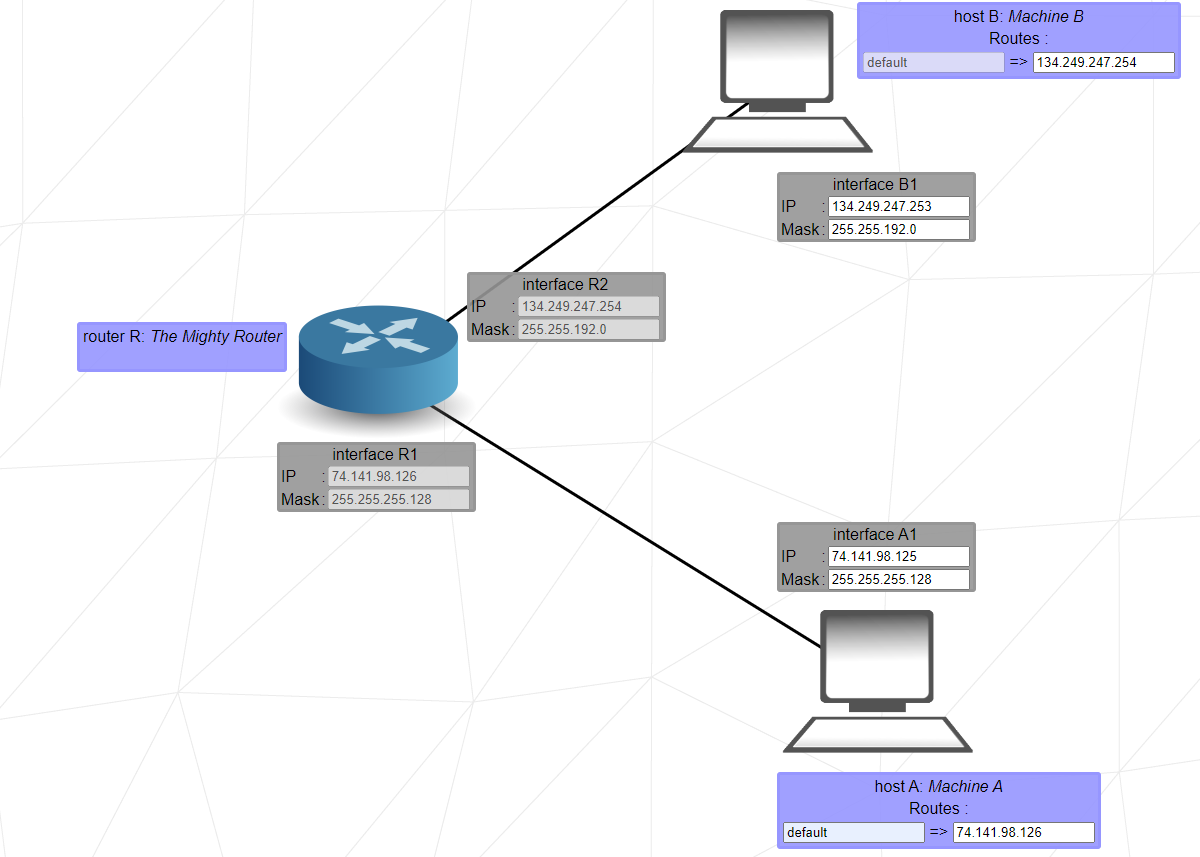 host B: Machine B
Routes :
default => 134.249.247.254
interface B1
IP : 134.249.247.253
Mask : 255.255.192.0
interface R2
IP : 134.249.247.254
Mask : 255.255.192.0
router R: The Mighty Router
interface R1
IP : 74.141.98.126
Mask : 255.255.255.128
interface A1
IP : 74.141.98.125
Mask : 255.255.255.128
host A: Machine A
Routes :
default => 74.141.98.126